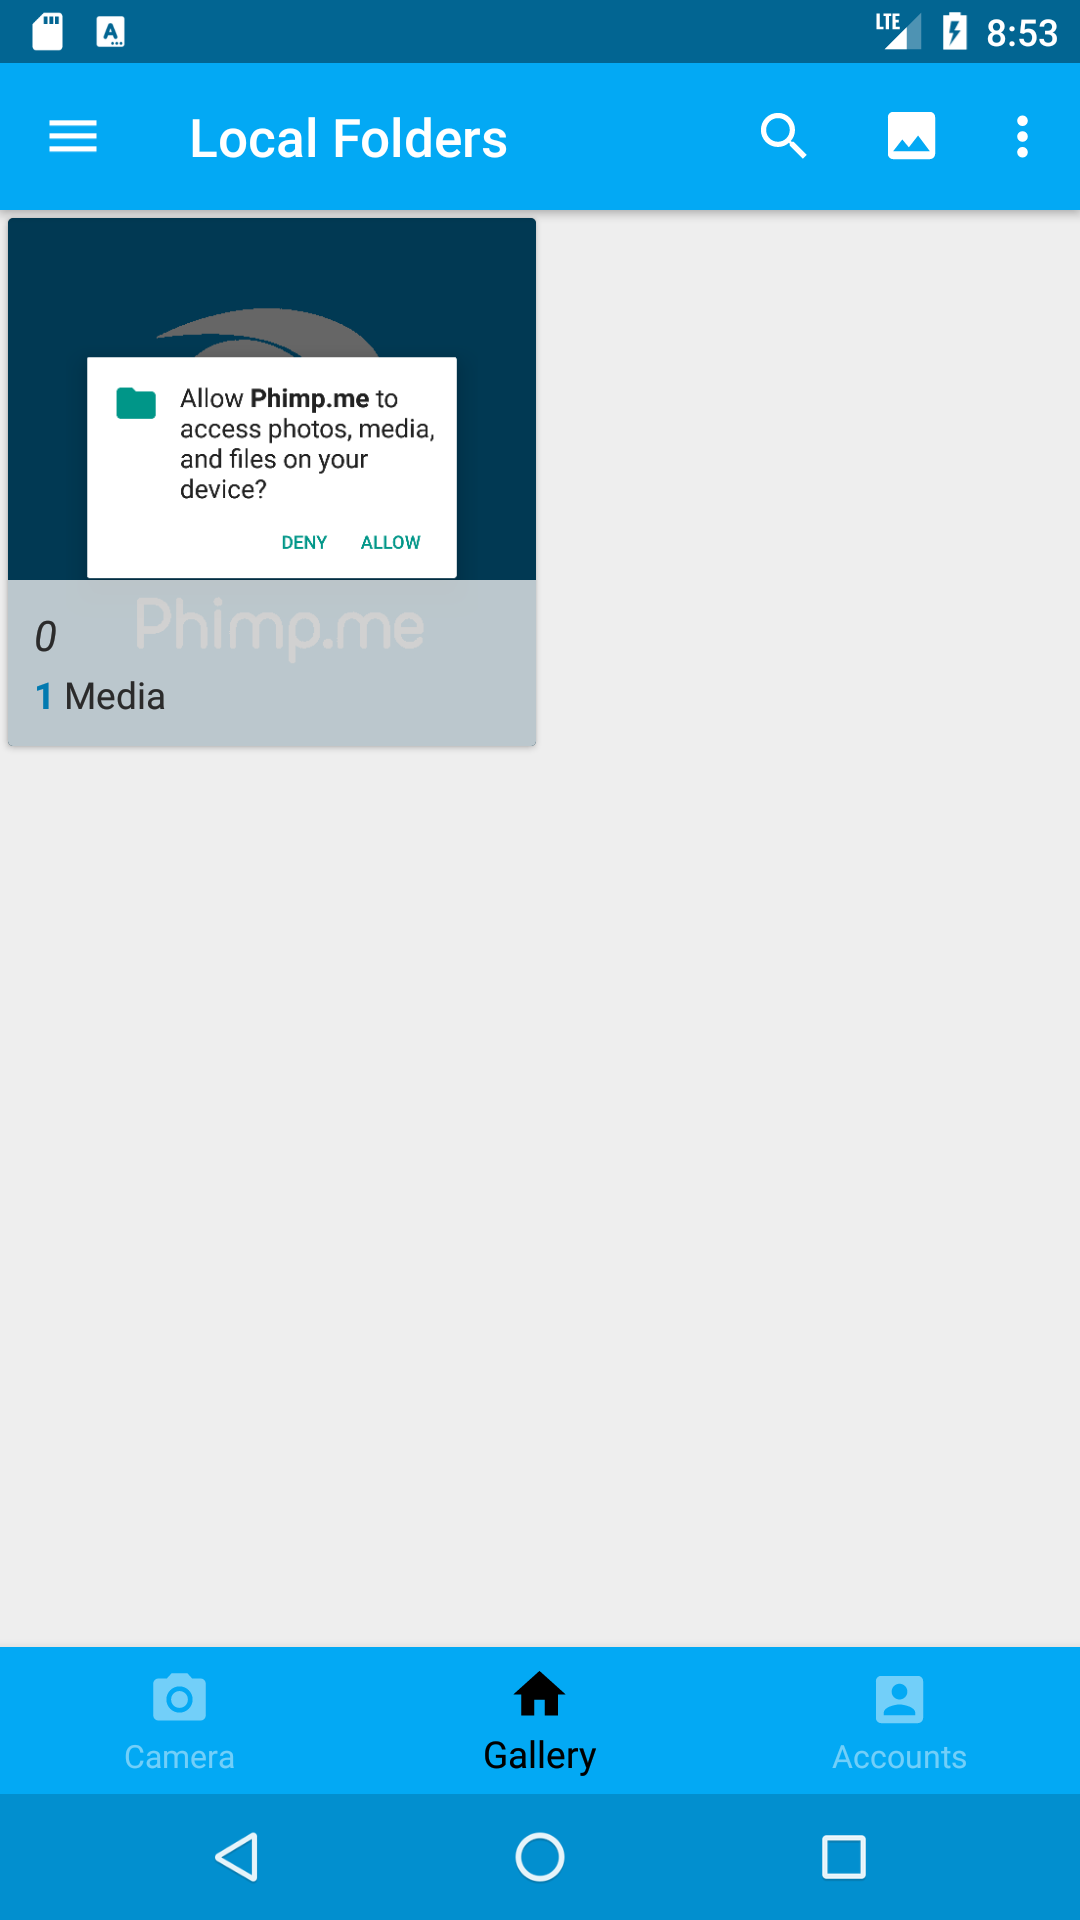 LTE 8:53
Local Folders
Allow Phimp.me to
access photos, media,
and files on your
device?
DENY ALLOW
Phimp.me
0
1 Media
Camera Gallery Accounts